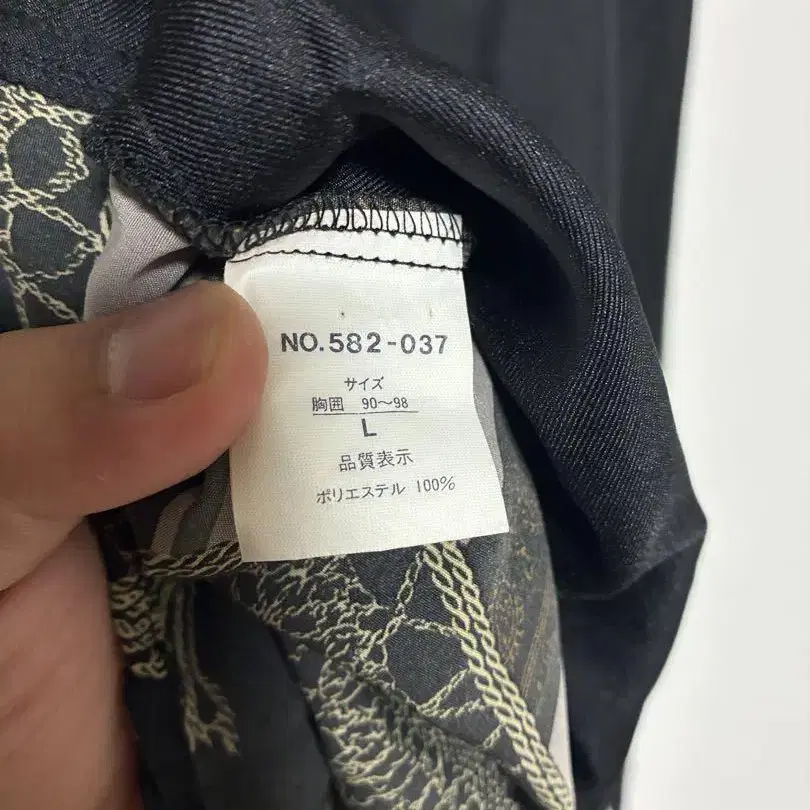 NO.582-037
サイズ
胸囲 90～98
L
品質表示
ポリエステル 100%